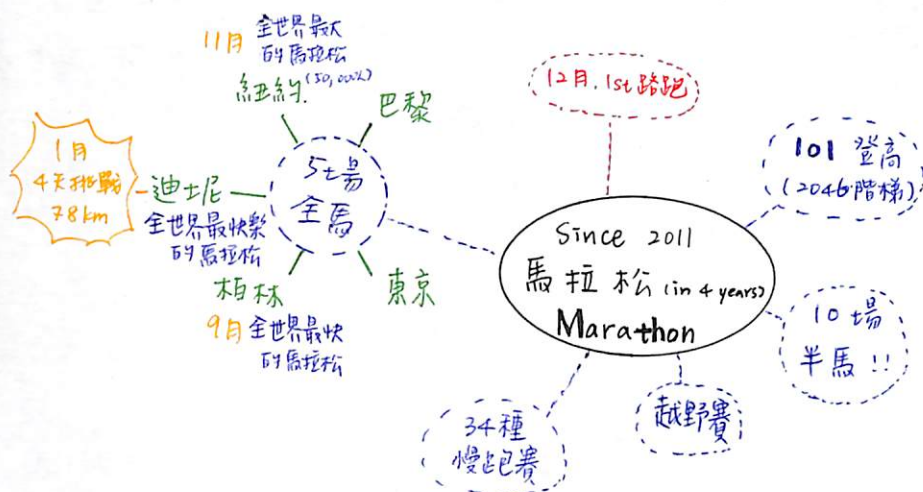 11月 全世界最大
的馬拉松
紐約 (50,000人)
巴黎
5場
全馬
1月
4天挑戰
78km
迪士尼
全世界最快樂
的馬拉松
柏林
9月 全世界最快
的馬拉松
東京
12月.1st路跑
101 登高
(2046階梯)
Since 2011
馬拉松 (in 4 years)
Marathon
10場
半馬!!
越野賽
34種
慢跑賽